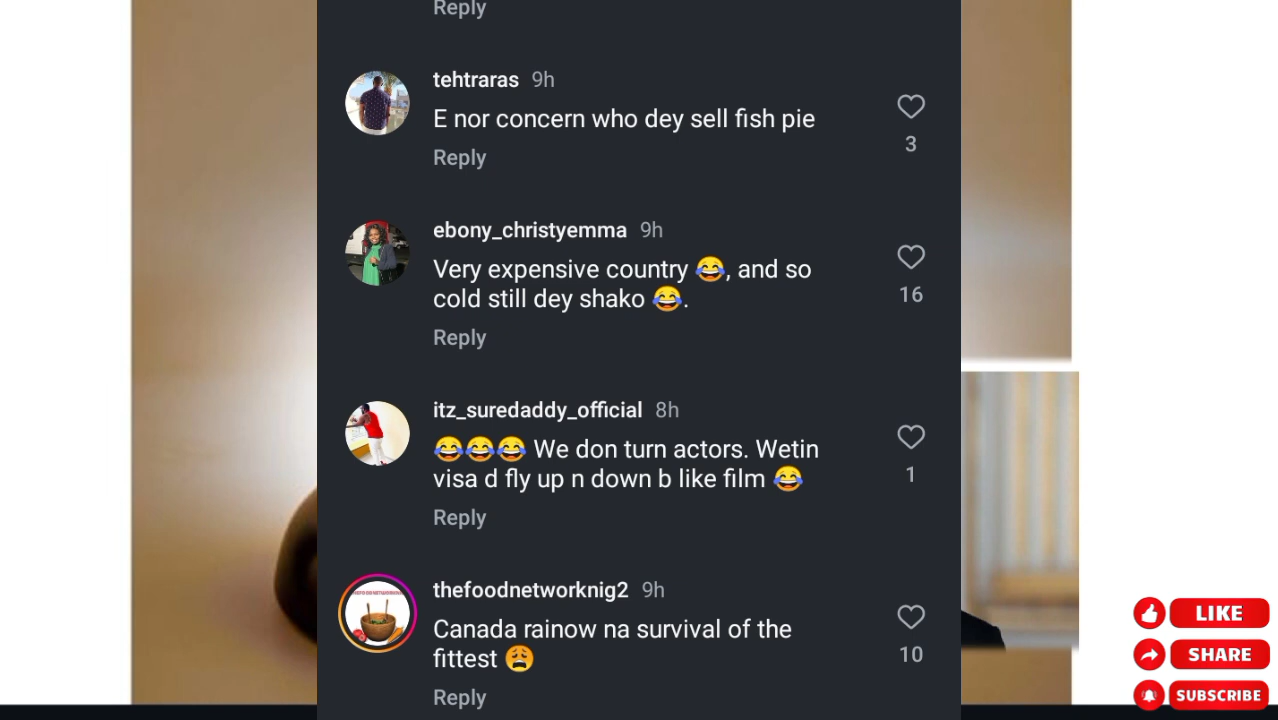 Reply
tehtraras 9h
E nor concern who dey sell fish pie
3
Reply
ebony_christyemma 9h
Very expensive country 😂, and so
cold still dey shako 😂.
16
Reply
itz_suredaddy_official 8h
😂😂😂 We don turn actors. Wetin
visa d fly up n down b like film 😂
1
Reply
thefoodnetworknig2 9h
Canada rainow na survival of the
fittest 😩
10
Reply
LIKE
SHARE
SUBSCRIBE